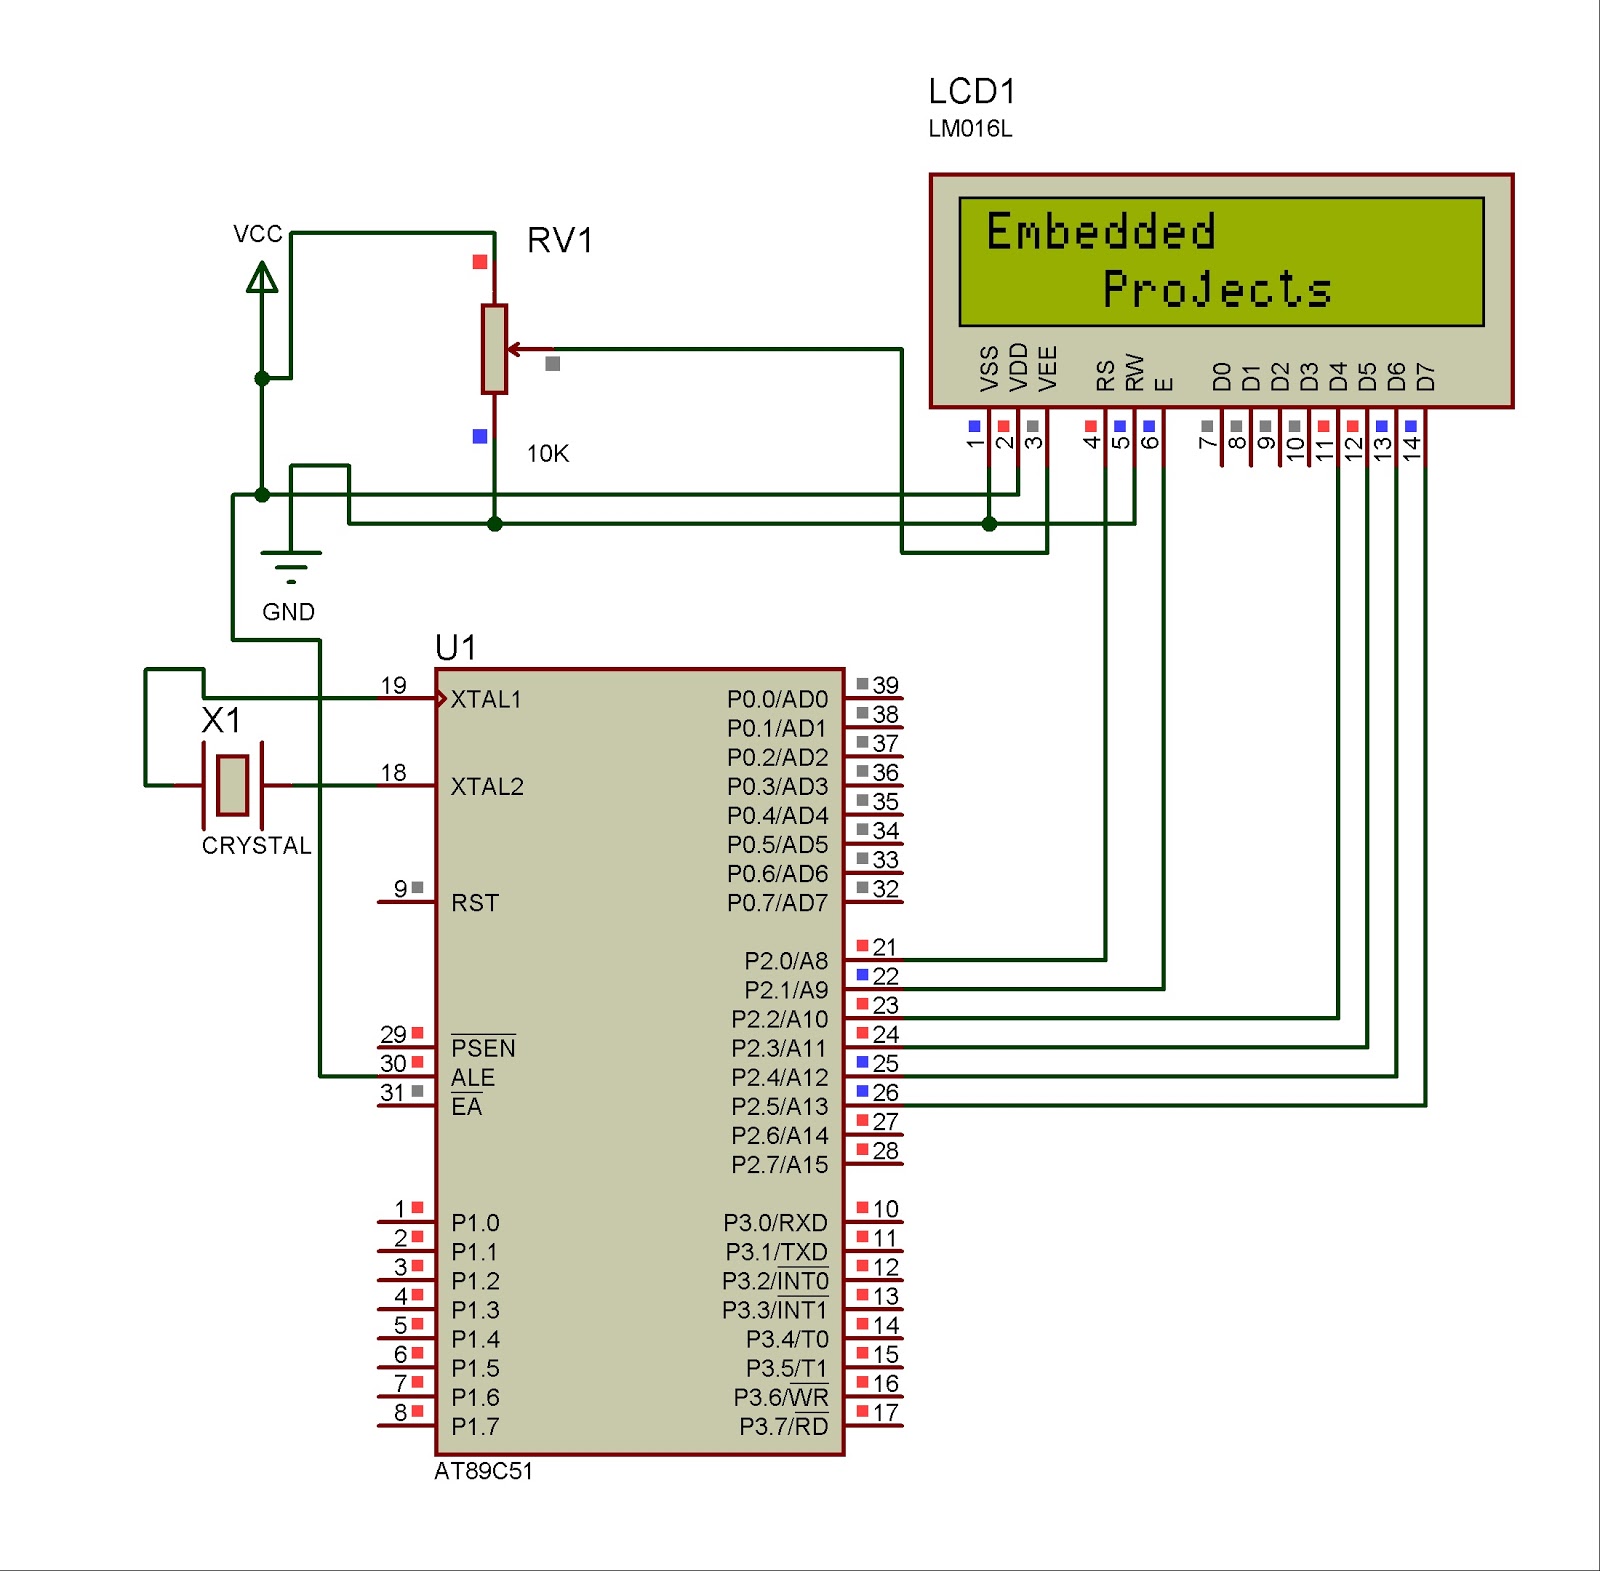 LCD1
LM016L
Embedded
Projects
VSS
VDD
VEE
RS
RW
E
D0
D1
D2
D3
D4
D5
D6
D7
1
2
3
4
5
6
7
8
9
10
11
12
13
14
VCC
RV1
10K
GND
U1
X1
CRYSTAL
19 XTAL1
18 XTAL2
9 RST
29 PSEN
30 ALE
31 EA
1 P1.0
2 P1.1
3 P1.2
4 P1.3
5 P1.4
6 P1.5
7 P1.6
8 P1.7
P0.0/AD0 39
P0.1/AD1 38
P0.2/AD2 37
P0.3/AD3 36
P0.4/AD4 35
P0.5/AD5 34
P0.6/AD6 33
P0.7/AD7 32
P2.0/A8 21
P2.1/A9 22
P2.2/A10 23
P2.3/A11 24
P2.4/A12 25
P2.5/A13 26
P2.6/A14 27
P2.7/A15 28
P3.0/RXD 10
P3.1/TXD 11
P3.2/INT0 12
P3.3/INT1 13
P3.4/T0 14
P3.5/T1 15
P3.6/WR 16
P3.7/RD 17
AT89C51